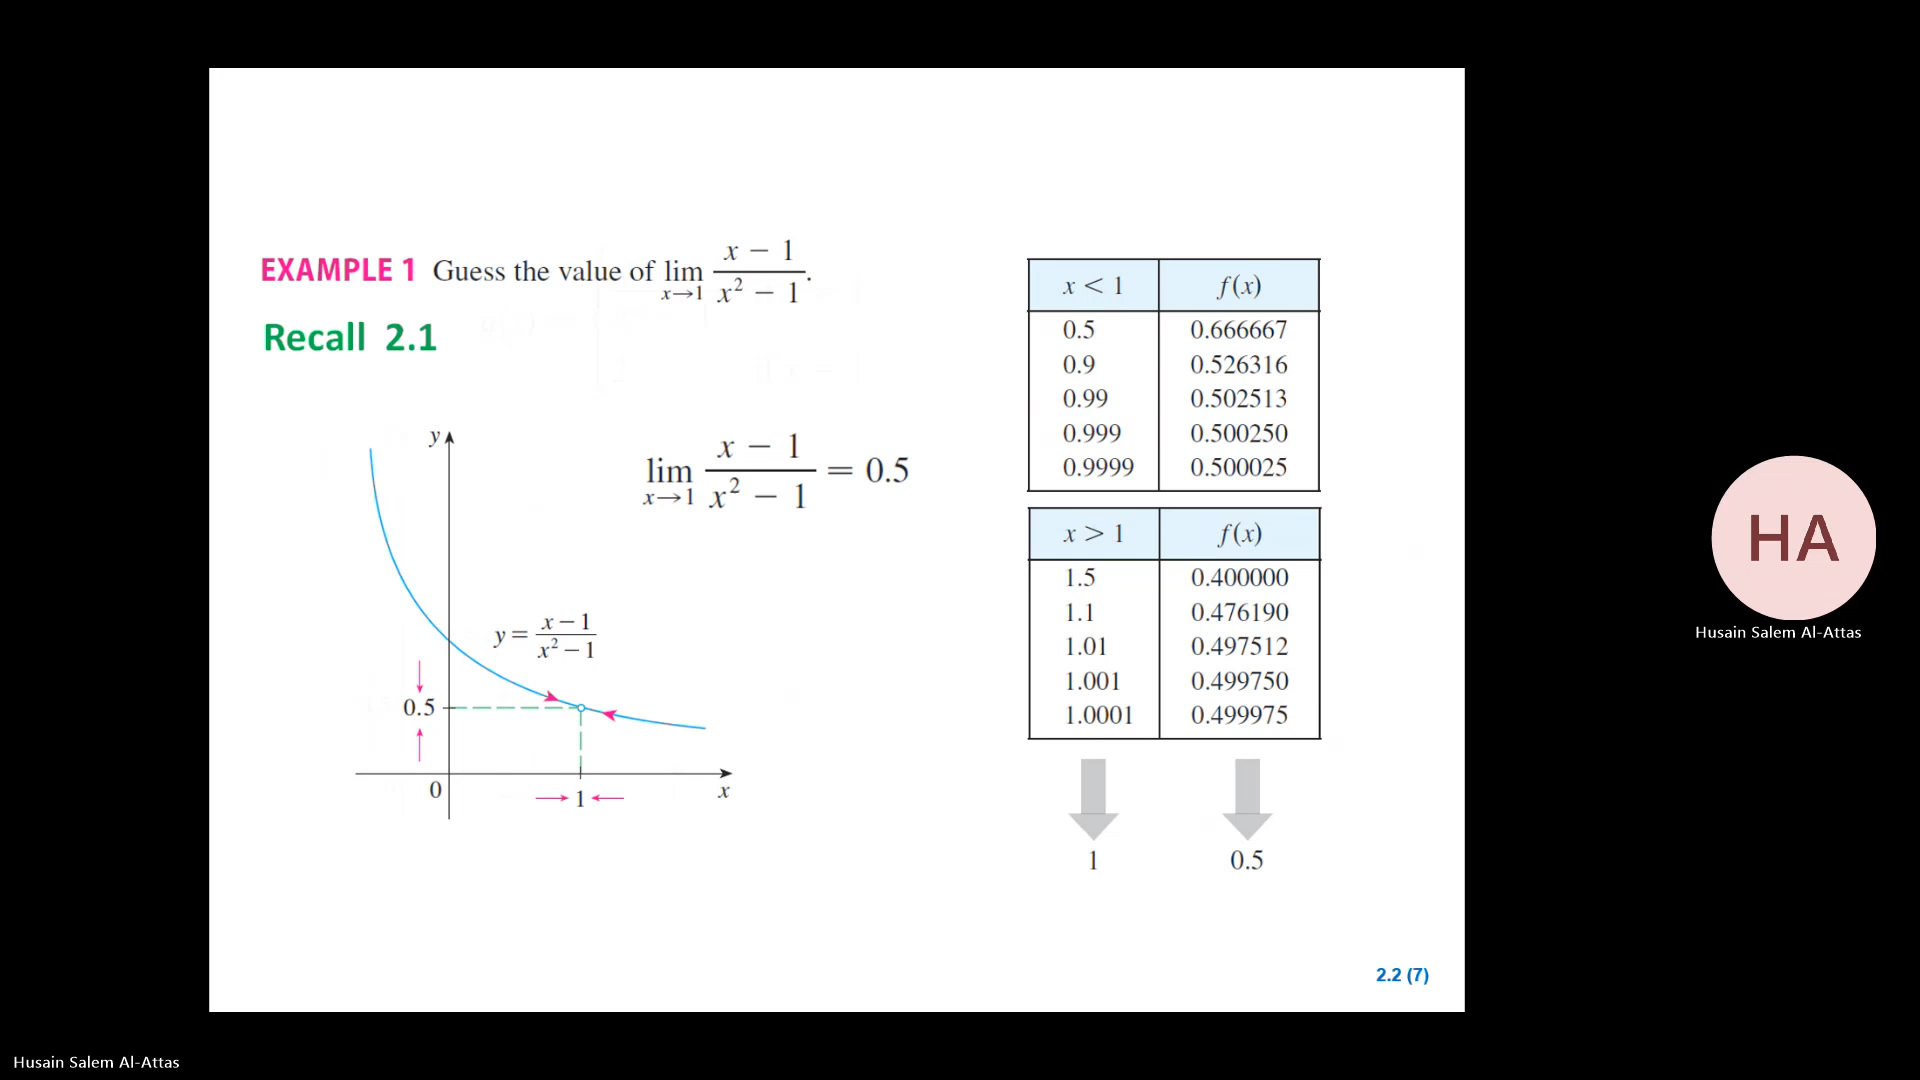 EXAMPLE 1 Guess the value of lim x→1 (x − 1)/(x² − 1).
Recall 2.1
lim x→1 (x − 1)/(x² − 1) = 0.5
y
y = (x − 1)/(x² − 1)
0.5
0
1
x
x < 1 f(x)
0.5 0.666667
0.9 0.526316
0.99 0.502513
0.999 0.500250
0.9999 0.500025
x > 1 f(x)
1.5 0.400000
1.1 0.476190
1.01 0.497512
1.001 0.499750
1.0001 0.499975
1 0.5
2.2 (7)
HA
Husain Salem Al-Attas
Husain Salem Al-Attas